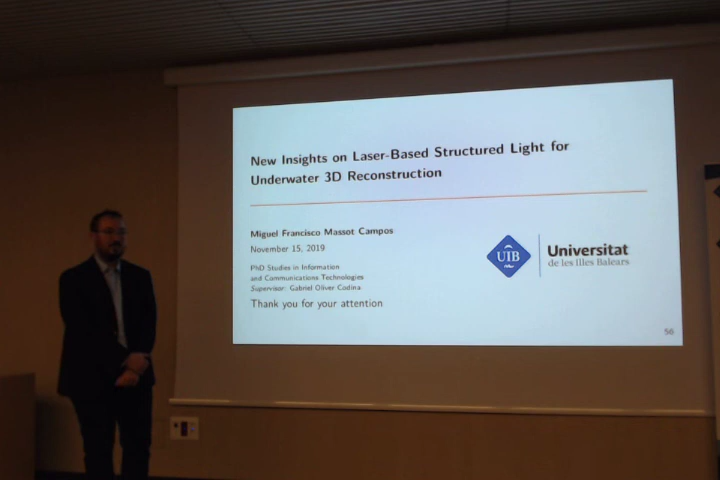 New Insights on Laser-Based Structured Light for
Underwater 3D Reconstruction
Miguel Francisco Massot Campos
November 15, 2019
PhD Studies in Information
and Communications Technologies
Supervisor: Gabriel Oliver Codina
Thank you for your attention
UIB
Universitat
de les Illes Balears
56